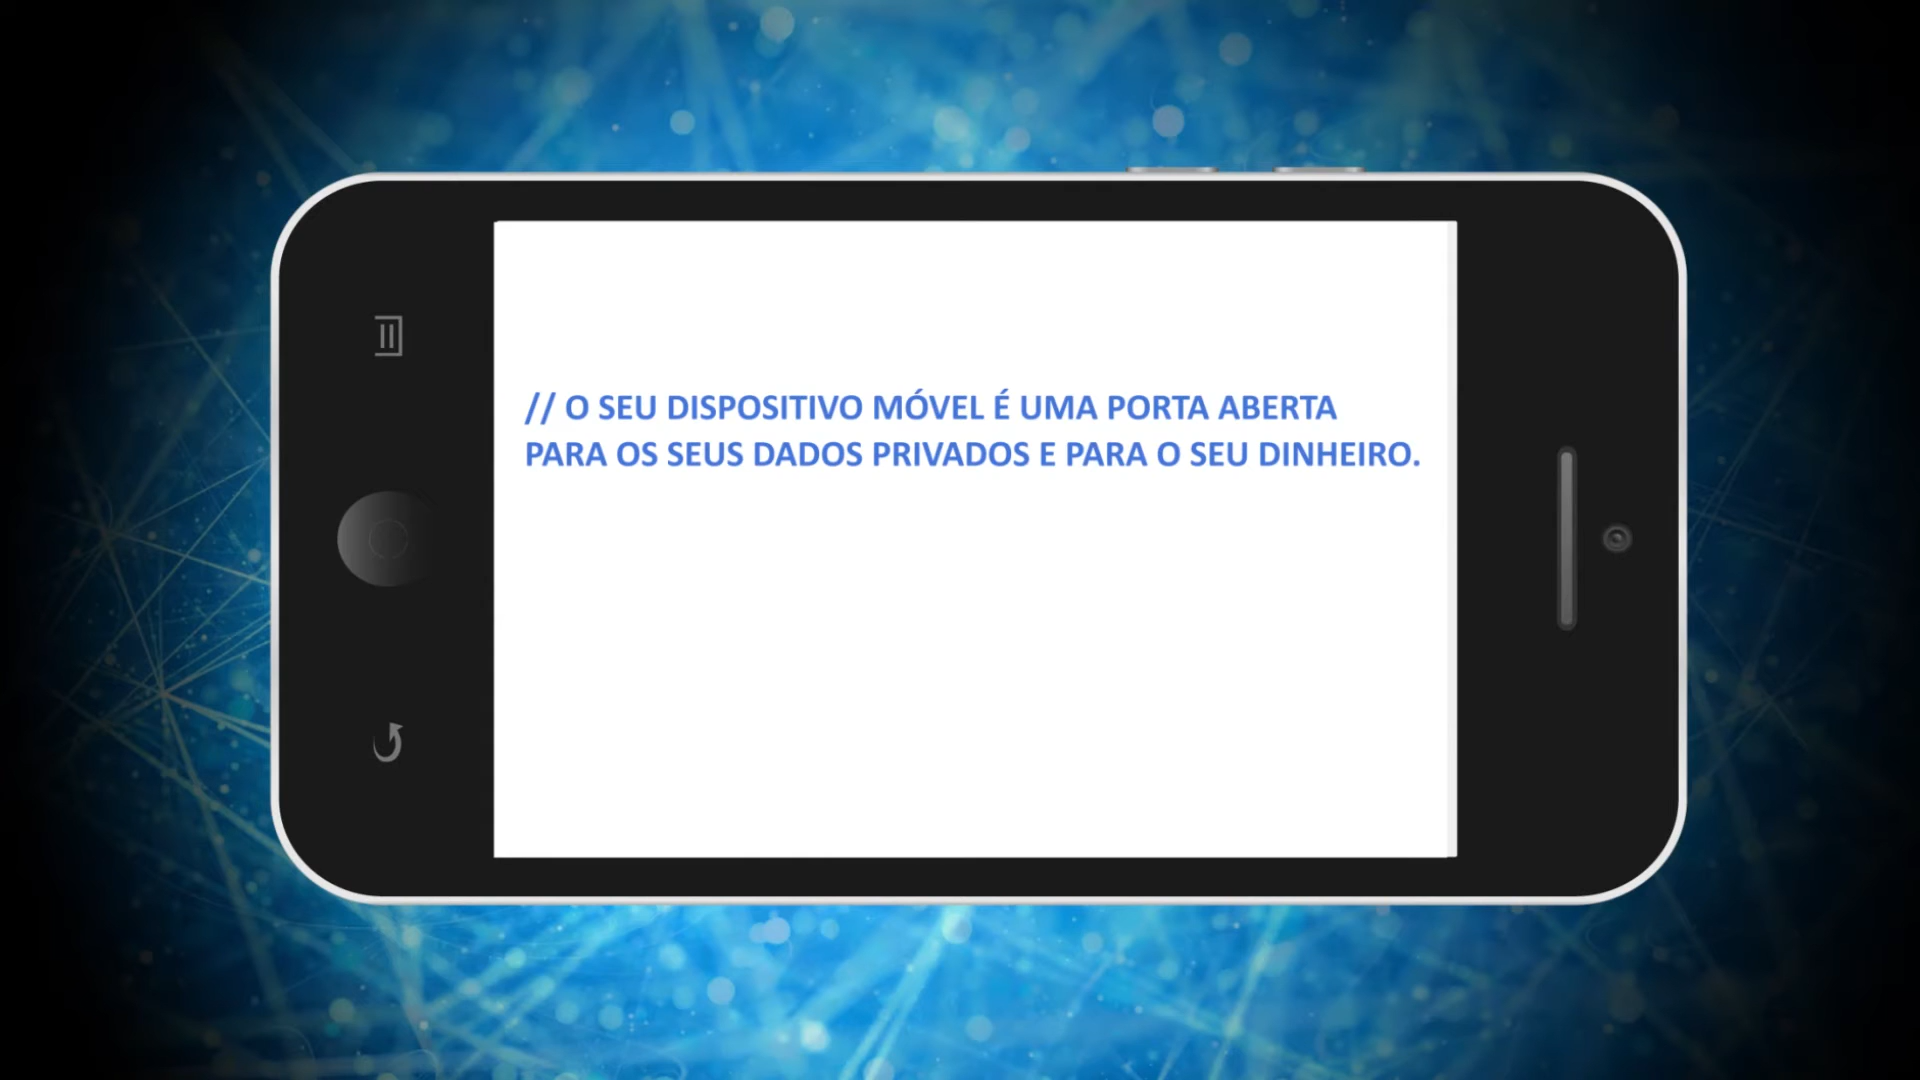 // O SEU DISPOSITIVO MÓVEL É UMA PORTA ABERTA
PARA OS SEUS DADOS PRIVADOS E PARA O SEU DINHEIRO.